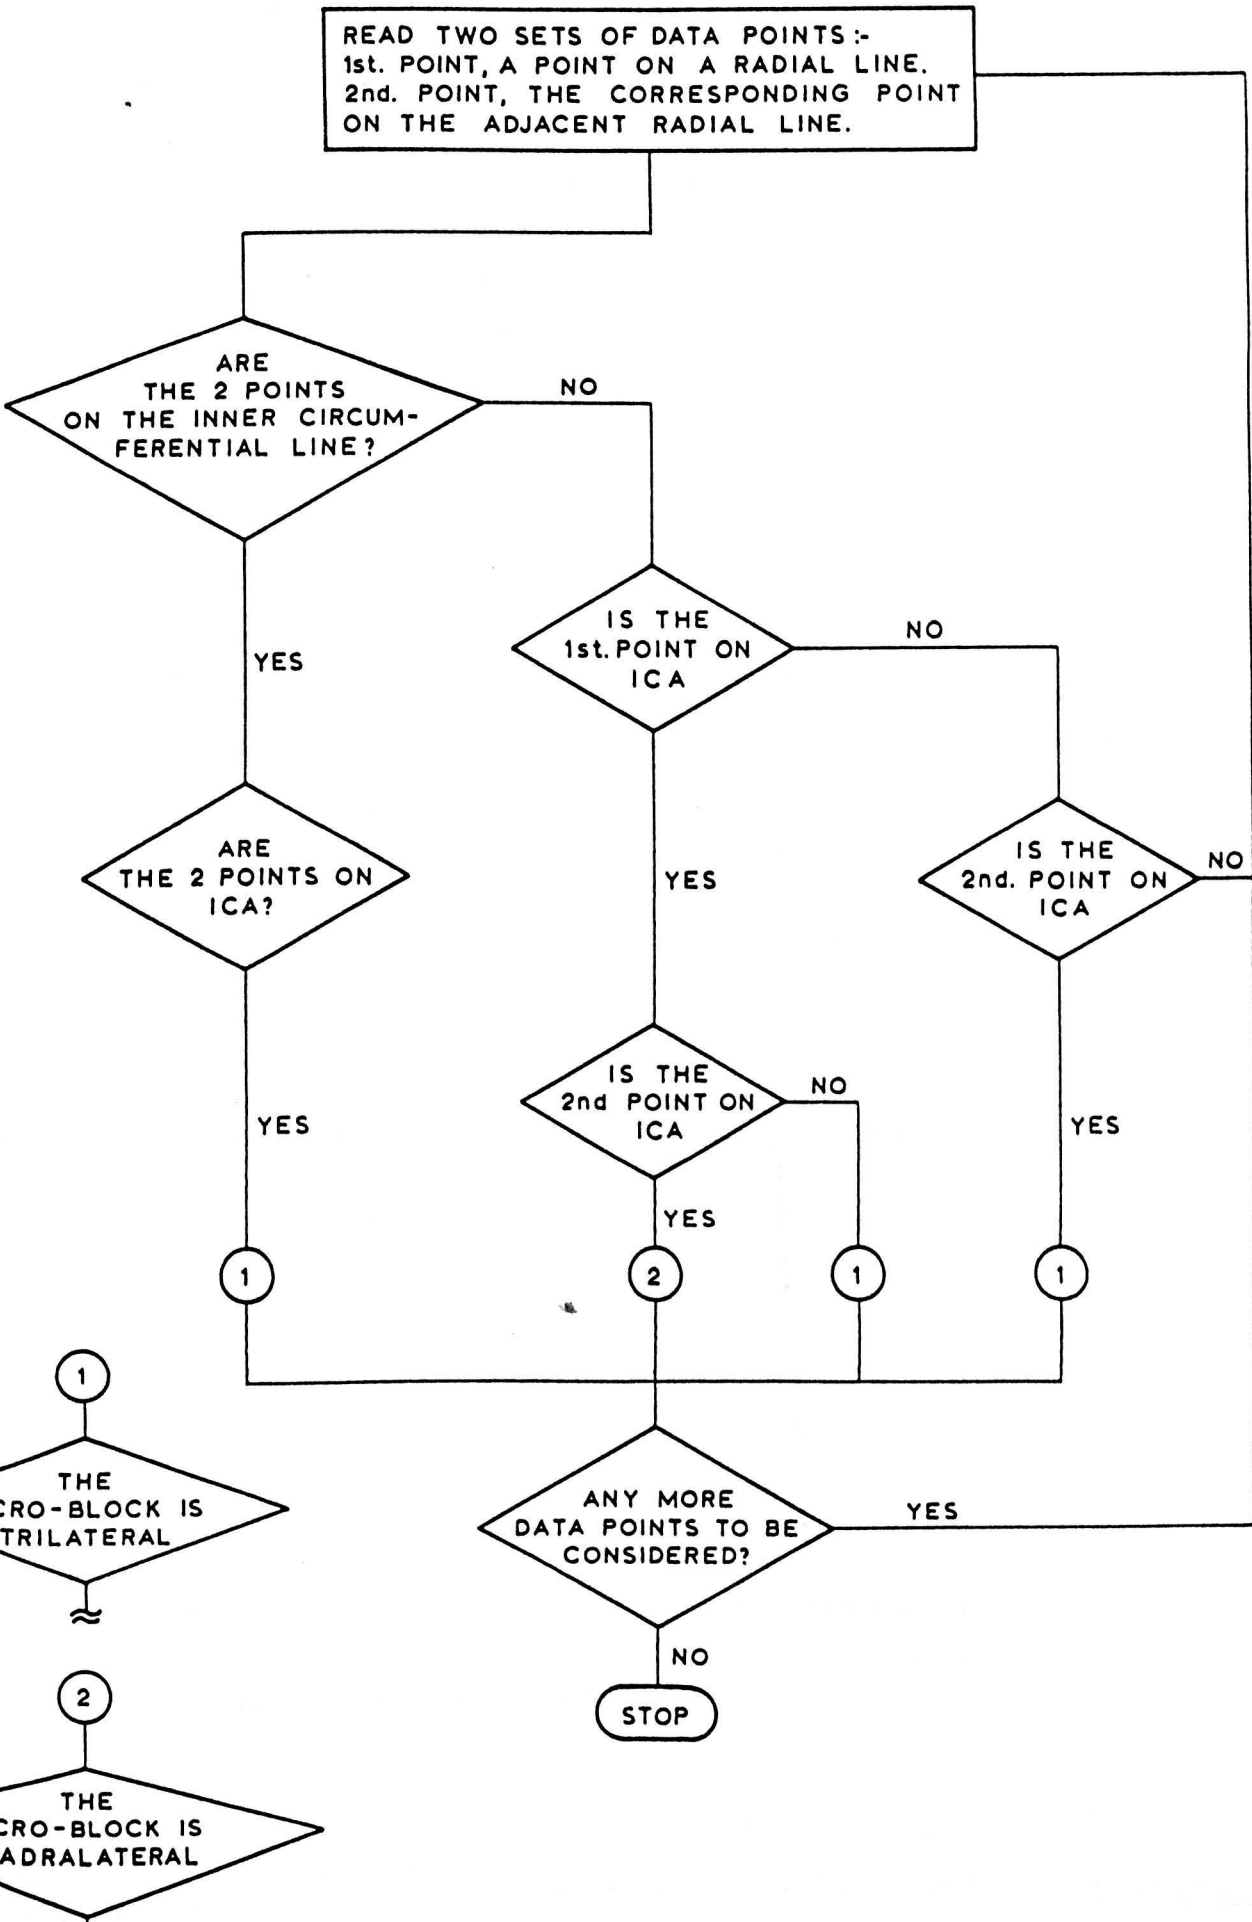 READ TWO SETS OF DATA POINTS :-
1st. POINT, A POINT ON A RADIAL LINE.
2nd. POINT, THE CORRESPONDING POINT
ON THE ADJACENT RADIAL LINE.
ARE
THE 2 POINTS
ON THE INNER CIRCUM-
FERENTIAL LINE?
NO
YES
IS THE
1st. POINT ON
ICA
NO
YES
ARE
THE 2 POINTS ON
ICA?
YES
IS THE
2nd. POINT ON
ICA
NO
YES
IS THE
2nd POINT ON
ICA
NO
YES
1
2
1
1
1
THE
CRO-BLOCK IS
TRILATERAL
ANY MORE
DATA POINTS TO BE
CONSIDERED?
YES
NO
STOP
2
THE
CRO-BLOCK IS
ADRALATERAL